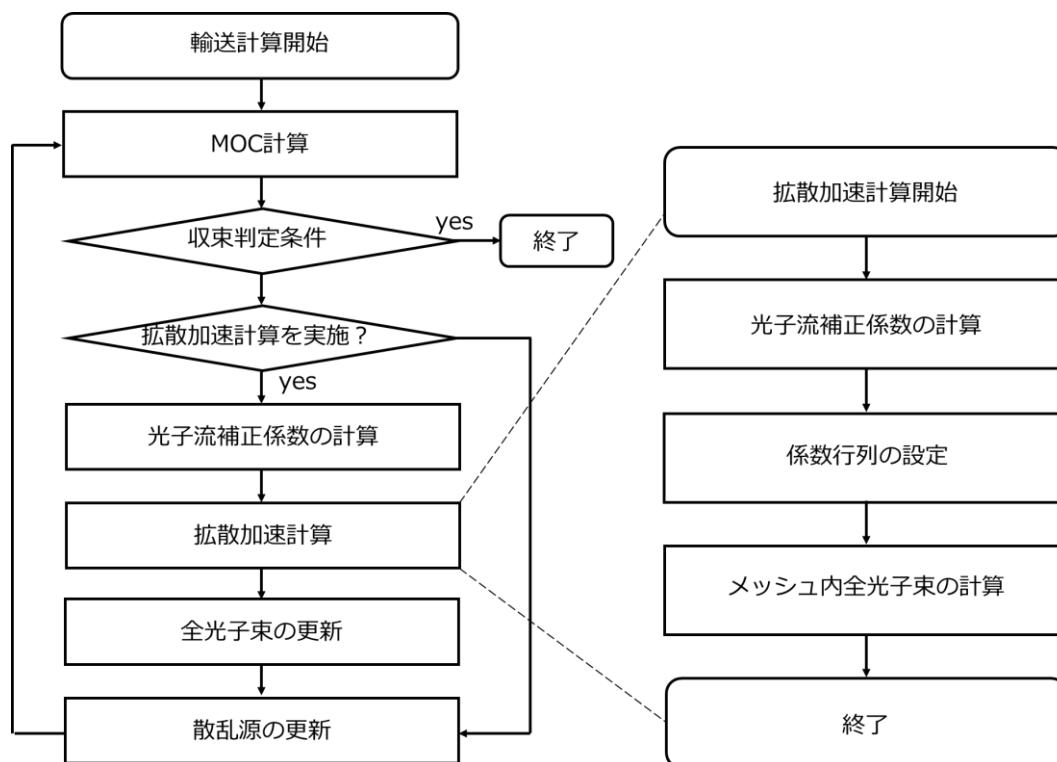 輸送計算開始
MOC計算
収束判定条件
yes
終了
拡散加速計算を実施？
yes
光子流補正係数の計算
拡散加速計算
全光子束の更新
散乱源の更新
拡散加速計算開始
光子流補正係数の計算
係数行列の設定
メッシュ内全光子束の計算
終了